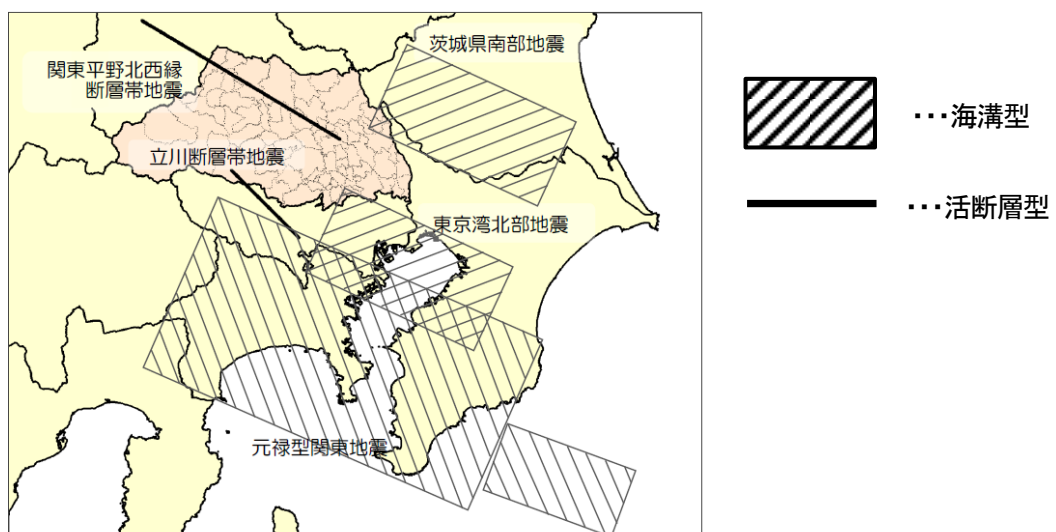 茨城県南部地震
関東平野北西縁
断層帯地震
立川断層帯地震
東京湾北部地震
元禄型関東地震
･･･海溝型
･･･活断層型